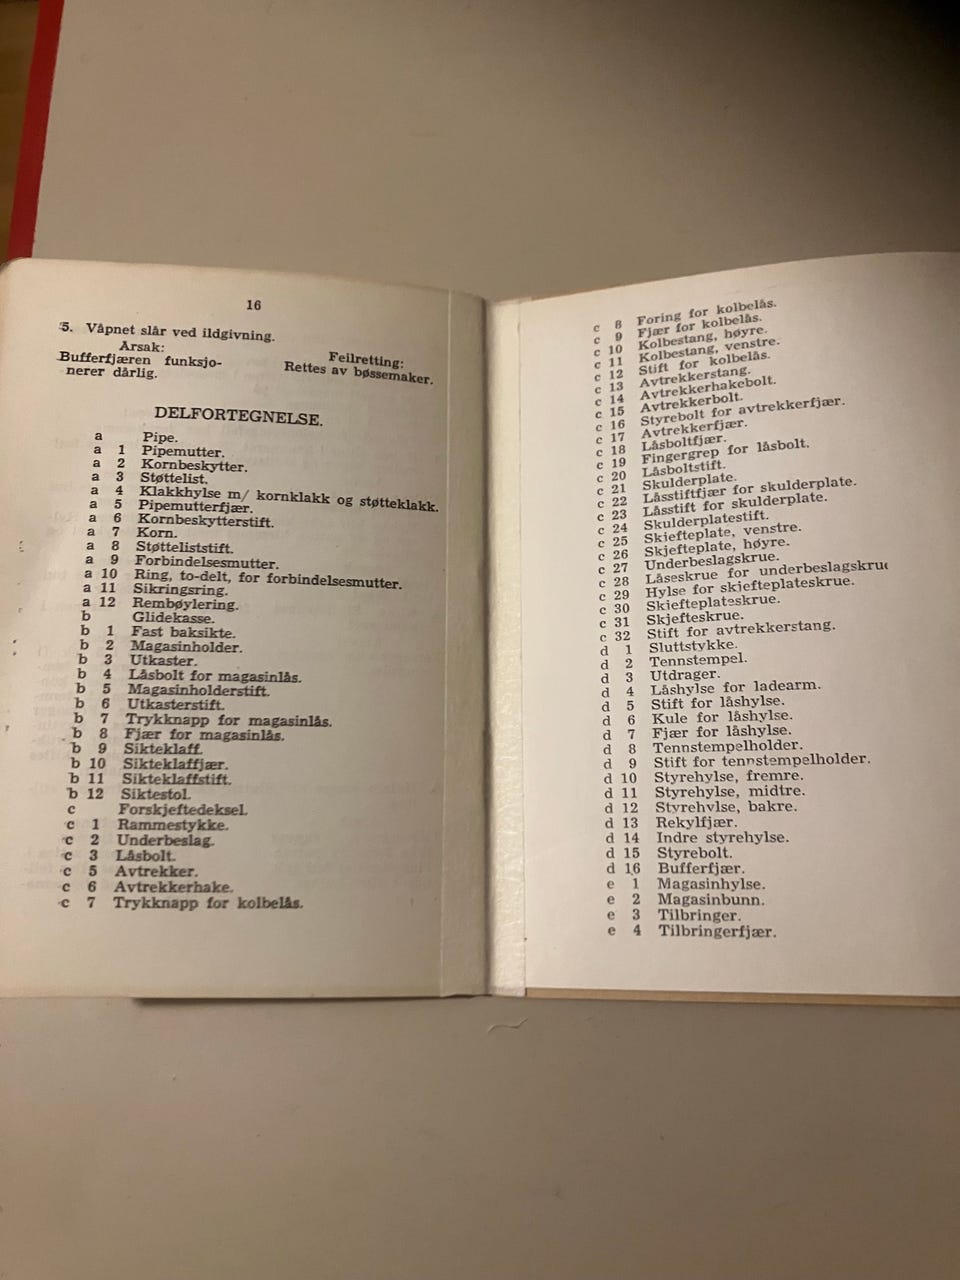 16
5. Våpnet slår ved ildgivning.
Arsak:
Bufferfjæren funksjo-
nerer dårlig.
Feilretting:
Rettes av bøssemaker.
DELFORTEGNELSE.
a Pipe.
a 1 Pipemutter.
a 2 Kornbeskytter.
a 3 Støttelist.
a 4 Klakkhylse m/ kornklakk og støtteklakk.
a 5 Pipemutterfjær.
a 6 Kornbeskytterstift.
a 7 Korn.
a 8 Støtteliststift.
a 9 Forbindelsesmutter.
a 10 Ring, to-delt, for forbindelsesmutter.
a 11 Sikringsring.
a 12 Rembøylering.
b Glidekasse.
b 1 Fast baksikte.
b 2 Magasinholder.
b 3 Utkaster.
b 4 Låsbolt for magasinlås.
b 5 Magasinholderstift.
b 6 Utkasterstift.
b 7 Trykknapp for magasinlås.
b 8 Fjær for magasinlås.
b 9 Sikteklaff.
b 10 Sikteklaffjær.
b 11 Sikteklaffstift.
b 12 Siktestol.
c Forskjeftedeksel.
c 1 Rammestykke.
c 2 Underbeslag.
c 3 Låsbolt.
c 5 Avtrekker.
c 6 Avtrekkerhake.
c 7 Trykknapp for kolbelås.
c 8 Foring for kolbelås.
c 9 Fjær for kolbelås.
c 10 Kolbestang, høyre.
c 11 Kolbestang, venstre.
c 12 Stift for kolbelås.
c 13 Avtrekkerstang.
c 14 Avtrekkerhakebolt.
c 15 Avtrekkerbolt.
c 16 Styrebolt for avtrekkerfjær.
c 17 Avtrekkerfjær.
c 18 Låsboltfjær.
c 19 Fingergrep for låsbolt.
c 20 Låsboltstift.
c 21 Skulderplate.
c 22 Låsstiftfjær for skulderplate.
c 23 Låsstift for skulderplate.
c 24 Skulderplatestift.
c 25 Skjefteplate, venstre.
c 26 Skjefteplate, høyre.
c 27 Underbeslagskrue.
c 28 Låseskrue for underbeslagskrue
c 29 Hylse for skjefteplateskrue.
c 30 Skjefteplateskrue.
c 31 Skjefteskrue.
c 32 Stift for avtrekkerstang.
d 1 Sluttstykke.
d 2 Tennstempel.
d 3 Utdrager.
d 4 Låshylse for ladearm.
d 5 Stift for låshylse.
d 6 Kule for låshylse.
d 7 Fjær for låshylse.
d 8 Tennstempelholder.
d 9 Stift for tennstempelholder.
d 10 Styrehylse, fremre.
d 11 Styrehylse, midtre.
d 12 Styrehylse, bakre.
d 13 Rekylfjær.
d 14 Indre styrehylse.
d 15 Styrebolt.
d 16 Bufferfjær.
e 1 Magasinhylse.
e 2 Magasinbunn.
e 3 Tilbringer.
e 4 Tilbringerfjær.